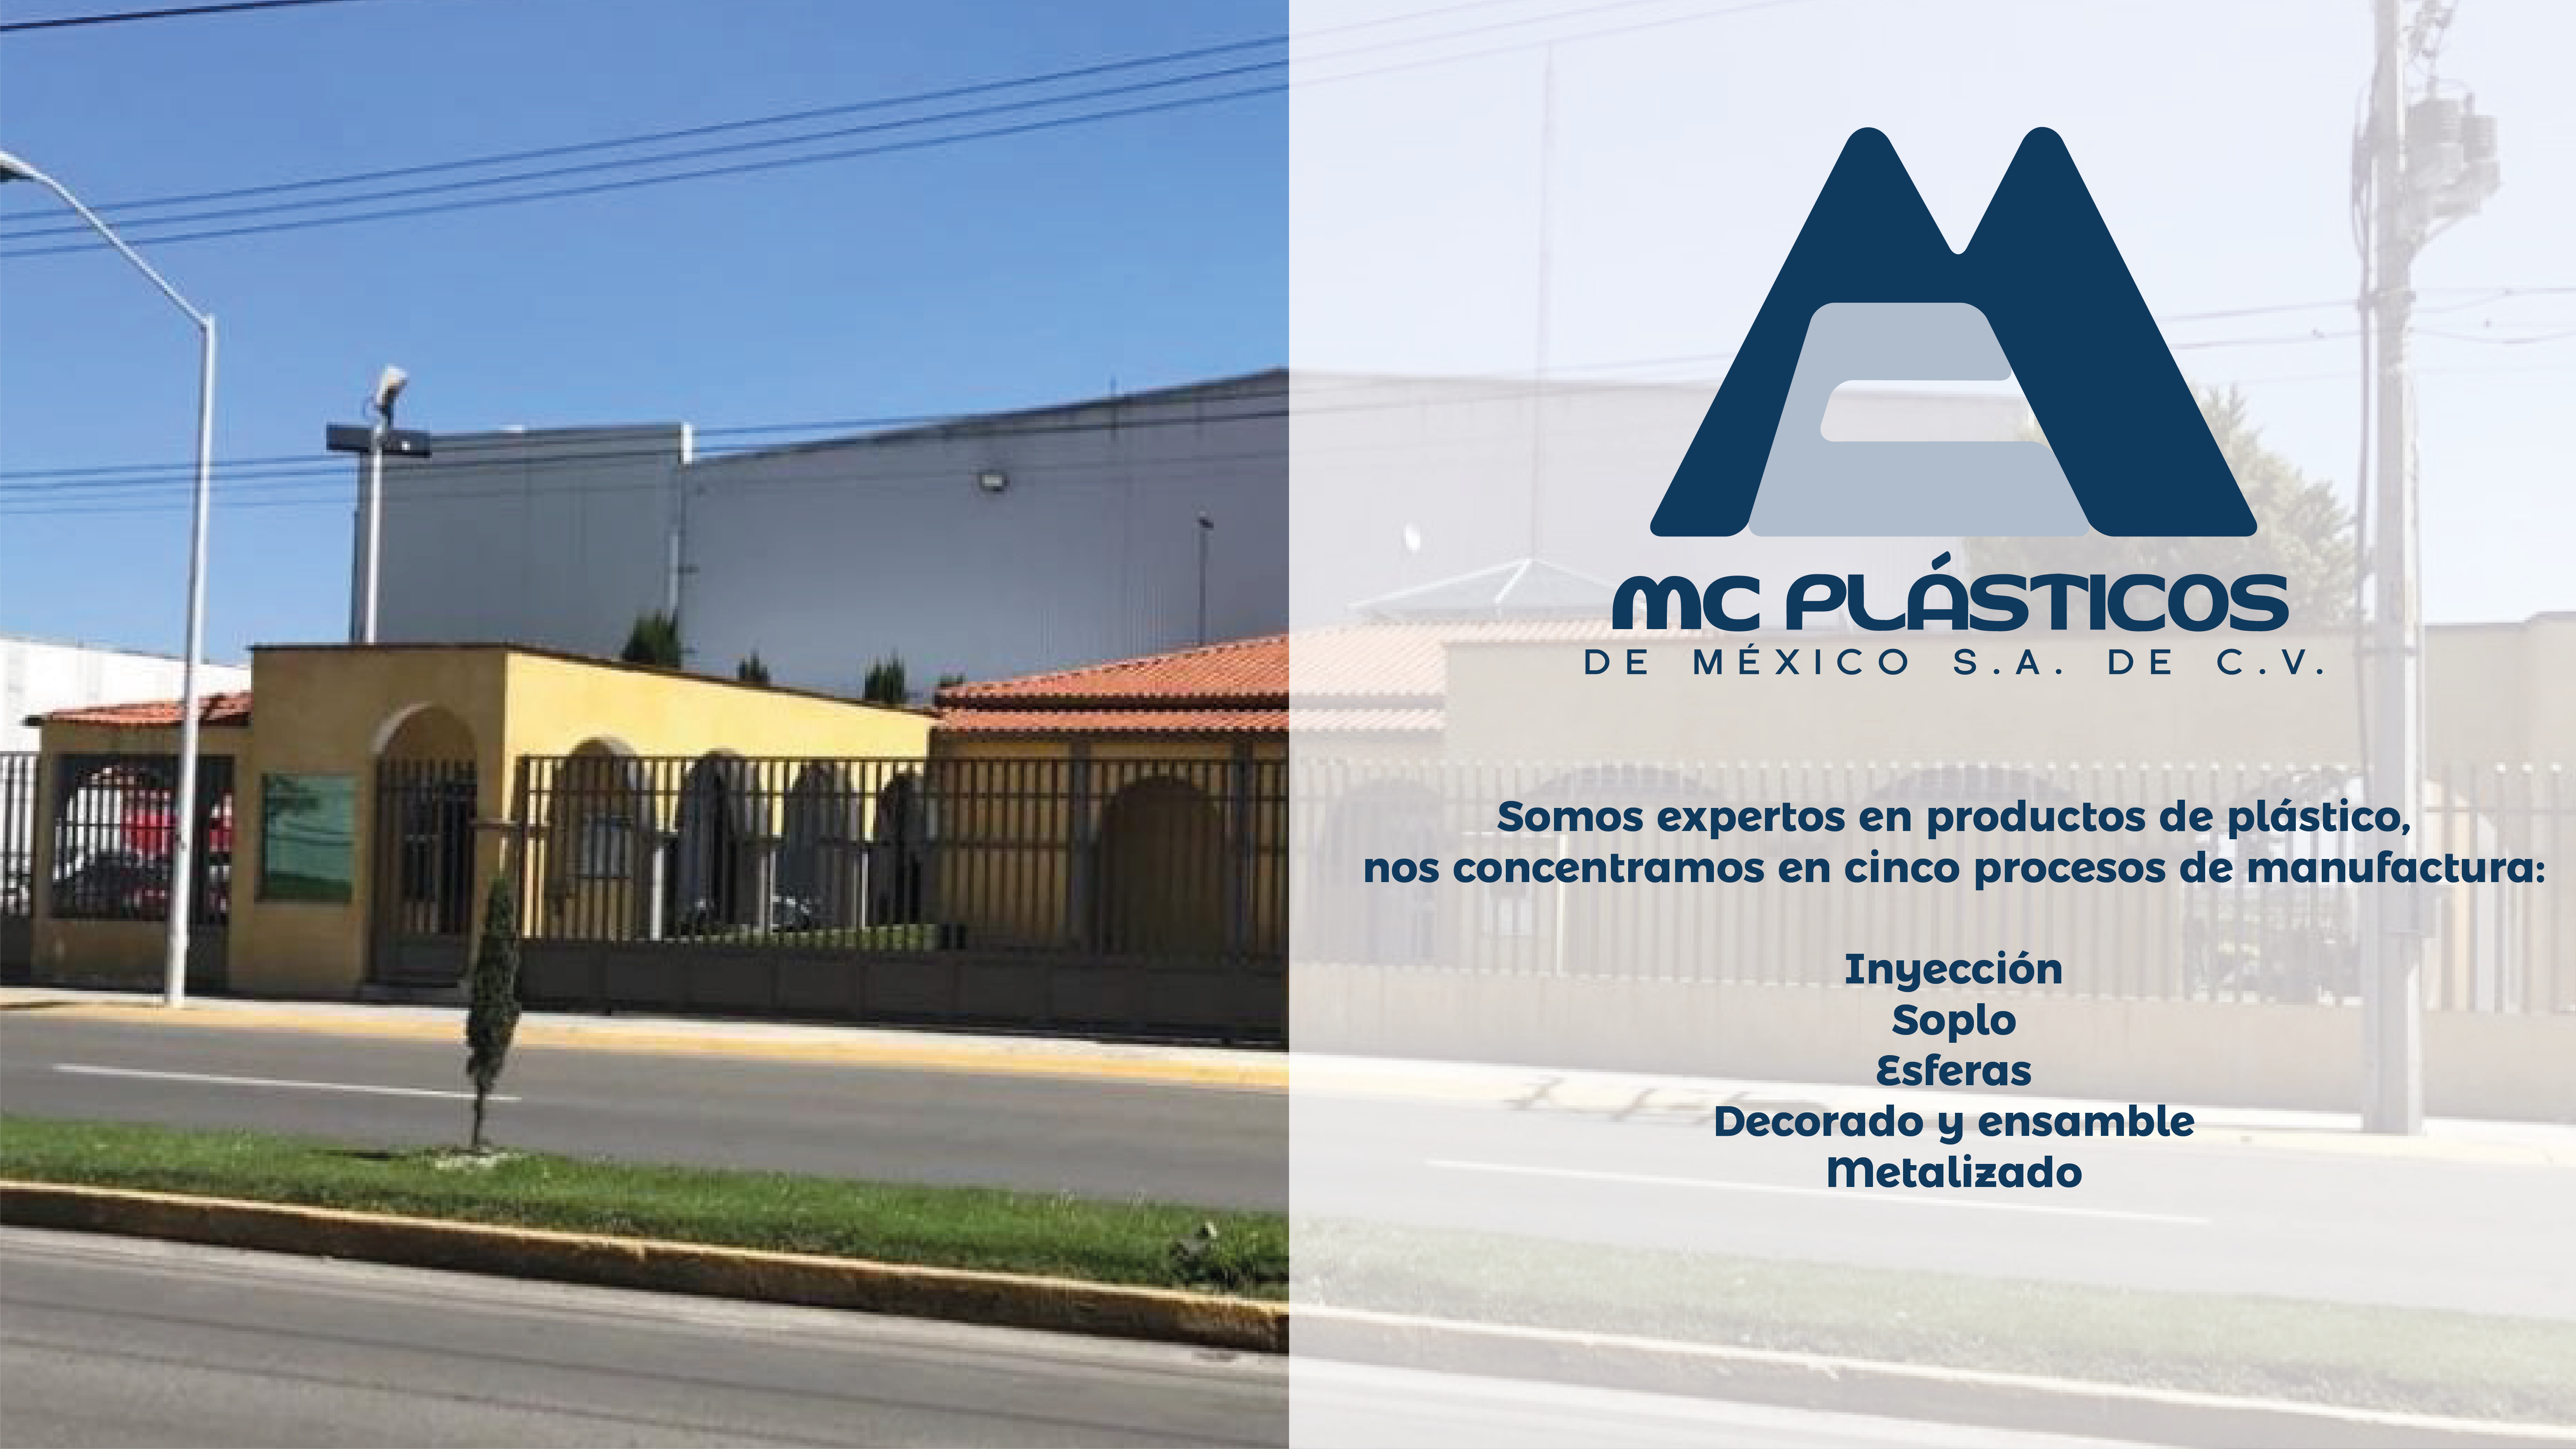 MC PLÁSTICOS
DE MÉXICO S.A. DE C.V.
Somos expertos en productos de plástico,
nos concentramos en cinco procesos de manufactura:
Inyección
Soplo
Esferas
Decorado y ensamble
Metalizado